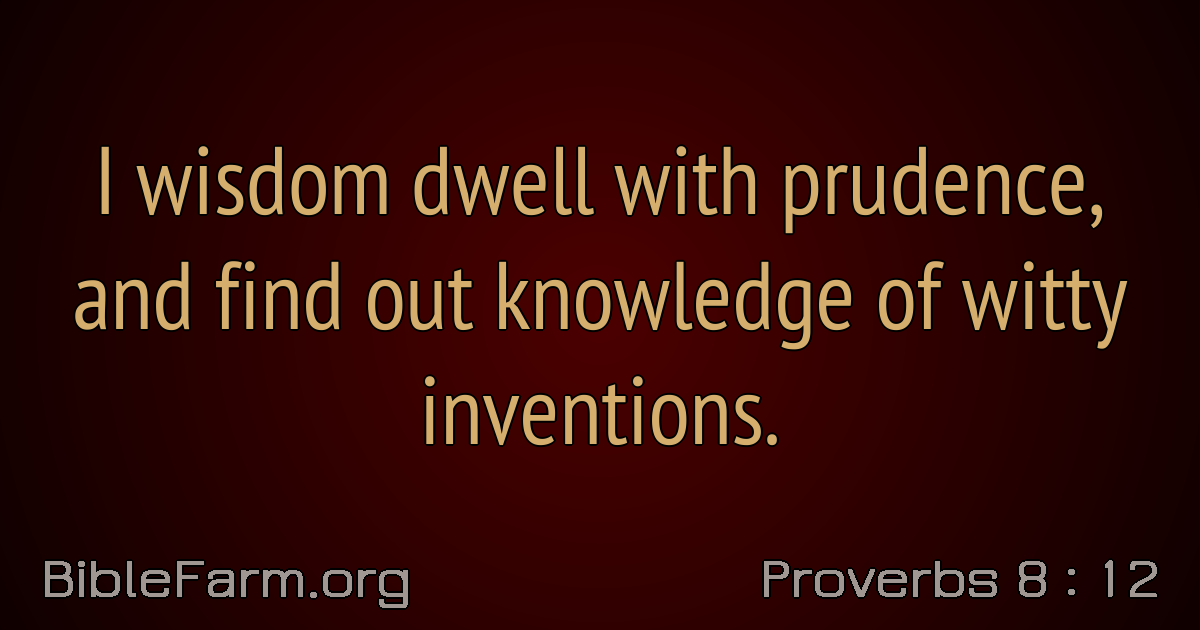 I wisdom dwell with prudence,
and find out knowledge of witty
inventions.
BibleFarm.org
Proverbs 8 : 12